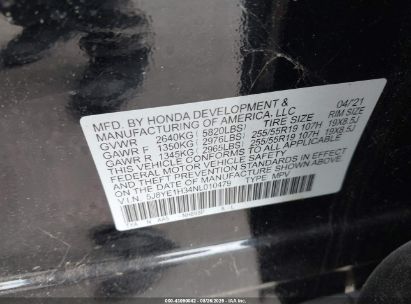 MFD. BY HONDA DEVELOPMENT & 04/21
MANUFACTURING OF AMERICA, LLC
GVWR 2640KG (5820LBS) TIRE SIZE RIM SIZE
GAWR F 1350KG (2976LBS) 255/55R19 107H 19X8.5J
GAWR R 1345KG (2965LBS) 255/55R19 107H 19X8.5J
THIS VEHICLE CONFORMS TO ALL APPLICABLE
FEDERAL MOTOR VEHICLE SAFETY, BUMPER
AND THEFT PREVENTION STANDARDS IN EFFECT
ON THE DATE OF MANUFACTURE SHOWN ABOVE.
V.I.N. 5J8YE1H34NL010479 TYPE: MPV